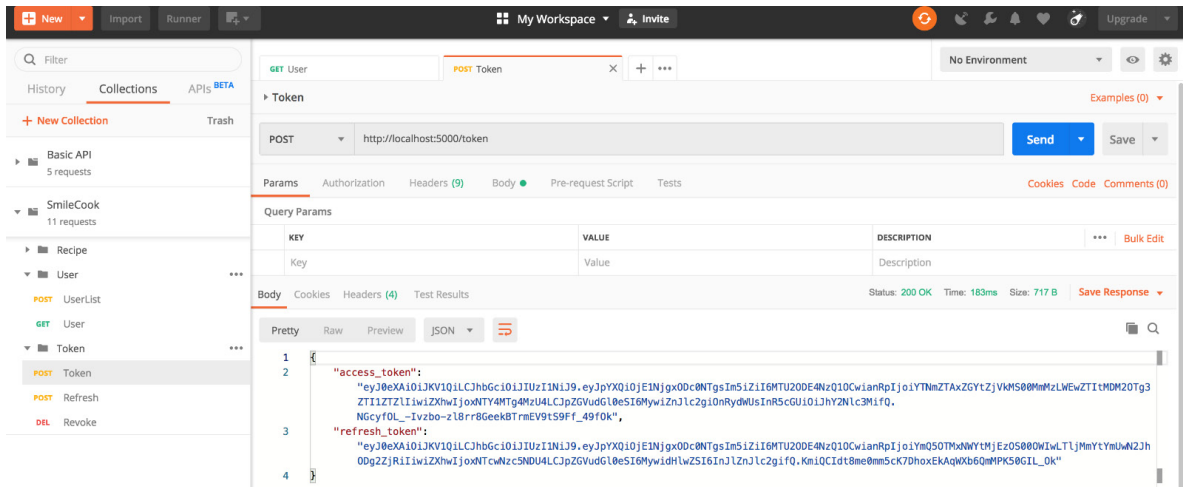 New Import Runner My Workspace Invite Upgrade
Filter
History Collections APIs BETA
+ New Collection Trash
Basic API
5 requests
SmileCook
11 requests
Recipe
User
POST UserList
GET User
Token
POST Token
POST Refresh
DEL Revoke
GET User POST Token No Environment
Token Examples (0)
POST http://localhost:5000/token Send Save
Params Authorization Headers (9) Body Pre-request Script Tests Cookies Code Comments (0)
Query Params
KEY VALUE DESCRIPTION Bulk Edit
Key Value Description
Body Cookies Headers (4) Test Results Status: 200 OK Time: 183ms Size: 717 B Save Response
Pretty Raw Preview JSON
1 {
2 "access_token":
"eyJ0eXAiOiJKV1QiLCJhbGciOiJIUzI1NiJ9.eyJpYXQiOjE1NjgxODc0NTgsIm5iZiI6MTU2ODE4NzQ1OCwianRpIjoiYTNmZTAxZGYtZjVkMS00MmMzLWEwZTItMDM2OTg3
ZTI1ZTZlIiwiZXhwIjoxNTY4MTg4MzU4LCJpZGVudGl0eSI6MywiZnJlc2giOnRydWUsInR5cGUiOiJhY2Nlc3MifQ.
NGcyfOL_-Ivzbo-zl8rr8GeekBTrmEV9tS9Ff_49fOk",
3 "refresh_token":
"eyJ0eXAiOiJKV1QiLCJhbGciOiJIUzI1NiJ9.eyJpYXQiOjE1NjgxODc0NTgsIm5iZiI6MTU2ODE4NzQ1OCwianRpIjoiYmQ5OTMxNWYtMjEzOS00OWIwLTljMmYtYmUwN2Jh
ODg2ZjRiIiwiZXhwIjoxNTcwNzc5NDU4LCJpZGVudGl0eSI6MywidHlwZSI6InJlZnJlc2gifQ.KmiQCIdt8me0mm5cK7DhoxEkAqWXb6QmMPK50GIL_Ok"
4 }